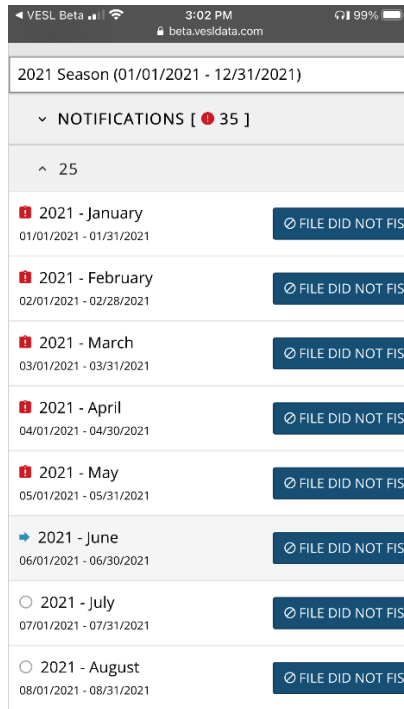 ◄ VESL Beta 3:02 PM 99%
beta.vesldata.com
2021 Season (01/01/2021 - 12/31/2021)
NOTIFICATIONS [ 35 ]
25
2021 - January
01/01/2021 - 01/31/2021
FILE DID NOT FIS
2021 - February
02/01/2021 - 02/28/2021
FILE DID NOT FIS
2021 - March
03/01/2021 - 03/31/2021
FILE DID NOT FIS
2021 - April
04/01/2021 - 04/30/2021
FILE DID NOT FIS
2021 - May
05/01/2021 - 05/31/2021
FILE DID NOT FIS
2021 - June
06/01/2021 - 06/30/2021
FILE DID NOT FIS
2021 - July
07/01/2021 - 07/31/2021
FILE DID NOT FIS
2021 - August
08/01/2021 - 08/31/2021
FILE DID NOT FIS